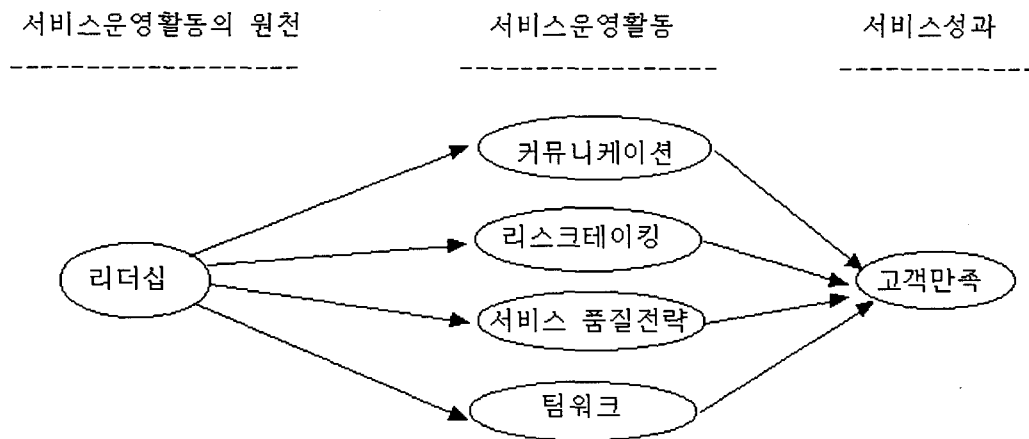 서비스운영활동의 원천 서비스운영활동 서비스성과
커뮤니케이션
리스크테이킹
리더십
고객만족
서비스 품질전략
팀워크